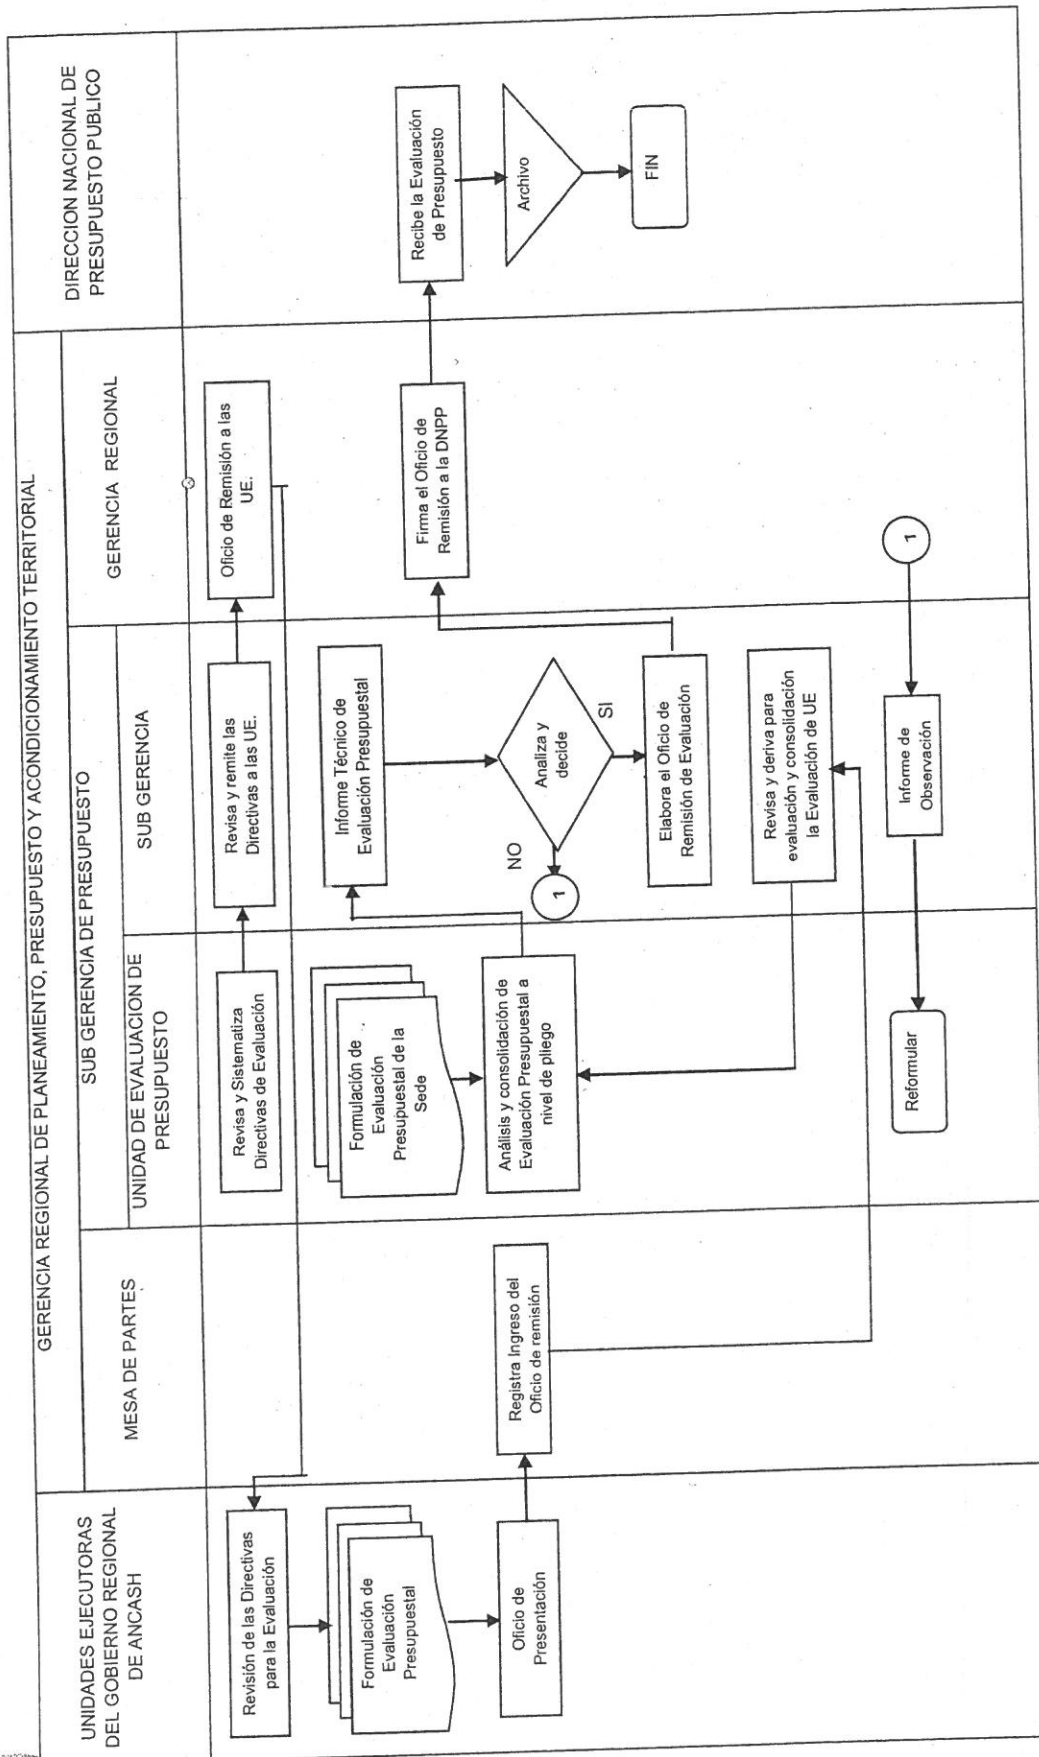 GERENCIA REGIONAL DE PLANEAMIENTO, PRESUPUESTO Y ACONDICIONAMIENTO TERRITORIAL
UNIDADES EJECUTORAS
DEL GOBIERNO REGIONAL
DE ANCASH
MESA DE PARTES
SUB GERENCIA DE PRESUPUESTO
UNIDAD DE EVALUACION DE
PRESUPUESTO
SUB GERENCIA
GERENCIA REGIONAL
DIRECCION NACIONAL DE
PRESUPUESTO PUBLICO
Revisión de las Directivas
para la Evaluación
Revisa y Sistematiza
Directivas de Evaluación
Revisa y remite las
Directivas a las UE.
Oficio de Remisión a las
UE.
Formulación de
Evaluación
Presupuestal
Formulación de
Evaluación
Presupuestal de la
Sede
Informe Técnico de
Evaluación Presupuestal
Firma el Oficio de
Remisión a la DNPP
Recibe la Evaluación
de Presupuesto
Oficio de
Presentación
Registra Ingreso del
Oficio de remisión
Análisis y consolidación de
Evaluación Presupuestal a
nivel de pliego
Analiza y
decide
NO
SI
1
Archivo
Elabora el Oficio de
Remisión de Evaluación
FIN
Revisa y deriva para
evaluación y consolidación
la Evaluación de UE
Reformular
Informe de
Observación
1